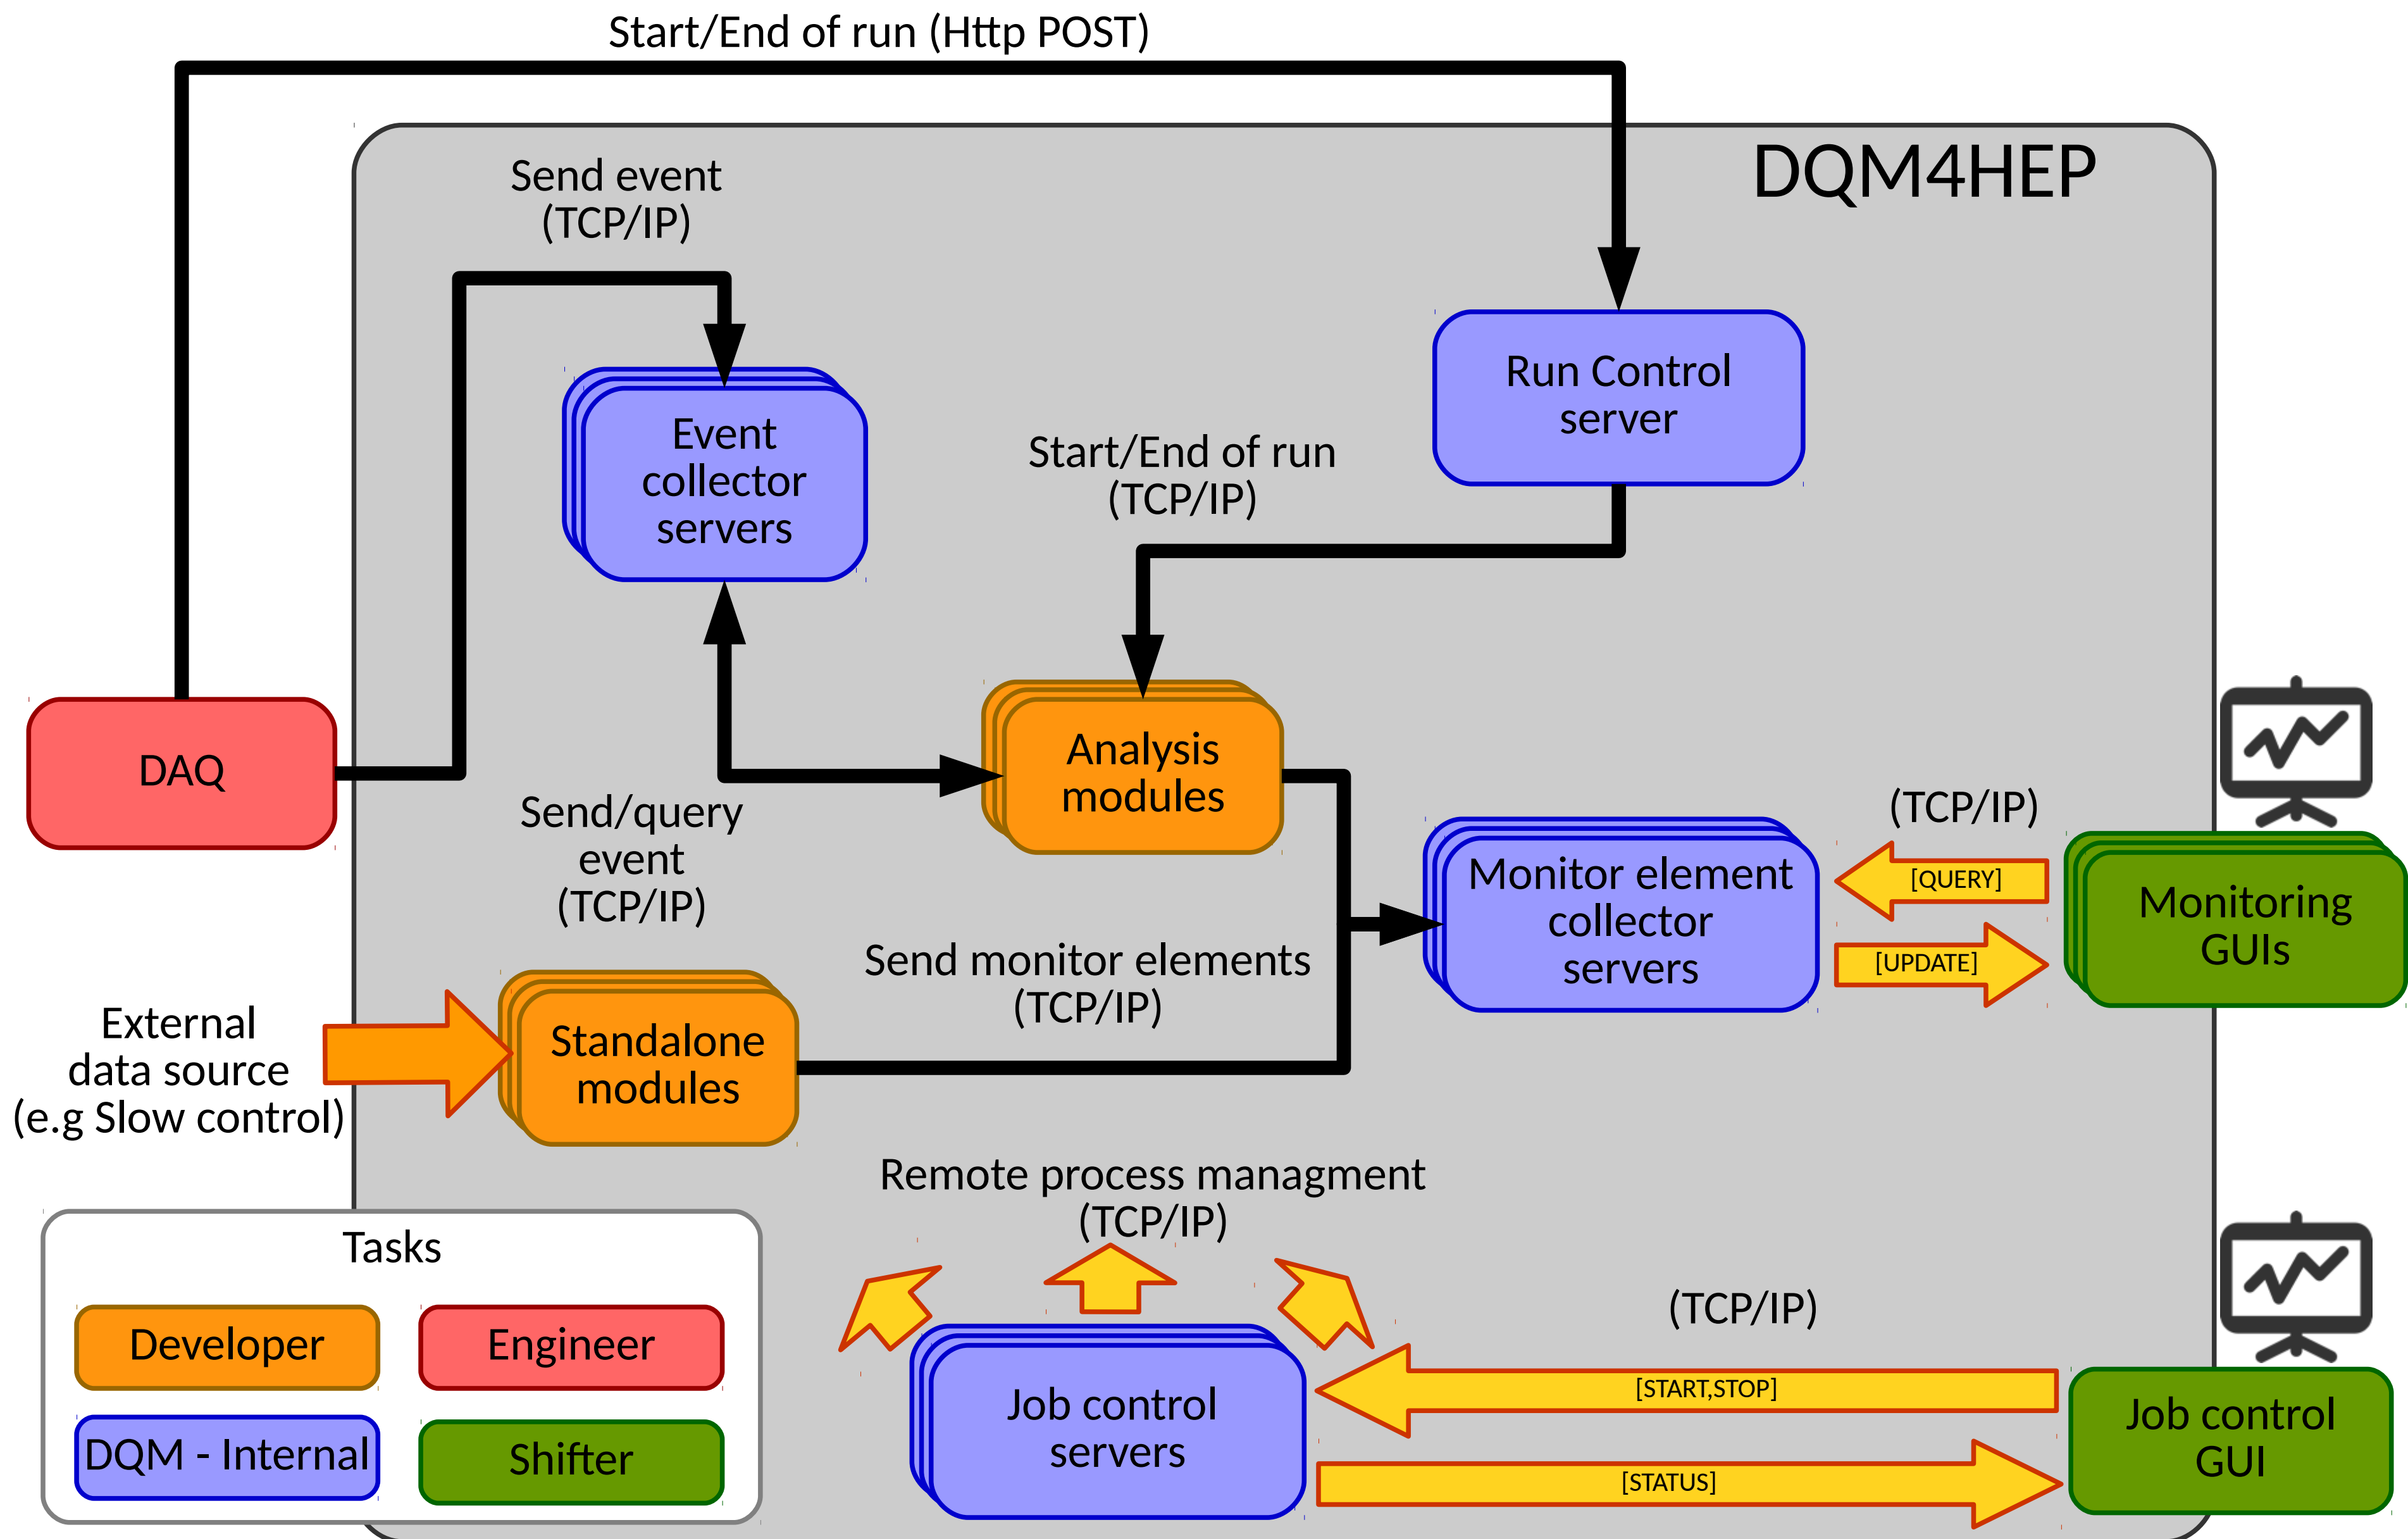 Start/End of run (Http POST)
DQM4HEP
Send event
(TCP/IP)
Run Control
server
Event
collector
servers
Start/End of run
(TCP/IP)
DAQ
Analysis
modules
Send/query
event
(TCP/IP)
(TCP/IP)
Monitor element
collector
servers
[QUERY]
[UPDATE]
Monitoring
GUIs
Send monitor elements
(TCP/IP)
External
data source
(e.g Slow control)
Standalone
modules
Remote process managment
(TCP/IP)
Tasks
Developer
Engineer
DQM - Internal
Shifter
Job control
servers
(TCP/IP)
[START,STOP]
[STATUS]
Job control
GUI